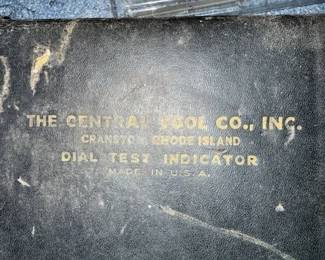 THE CENTRAL TOOL CO., INC.
CRANSTON RHODE ISLAND
DIAL TEST INDICATOR
MADE IN U.S.A.